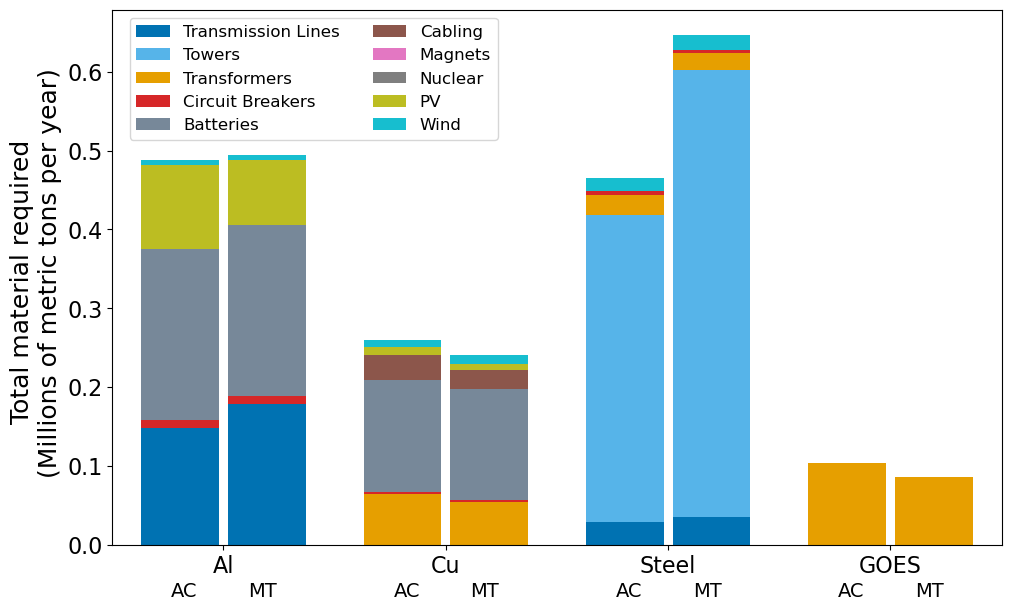 Total material required
(Millions of metric tons per year)
0.6
0.5
0.4
0.3
0.2
0.1
0.0
Transmission Lines
Towers
Transformers
Circuit Breakers
Batteries
Cabling
Magnets
Nuclear
PV
Wind
Al
Cu
Steel
GOES
AC
MT
AC
MT
AC
MT
AC
MT